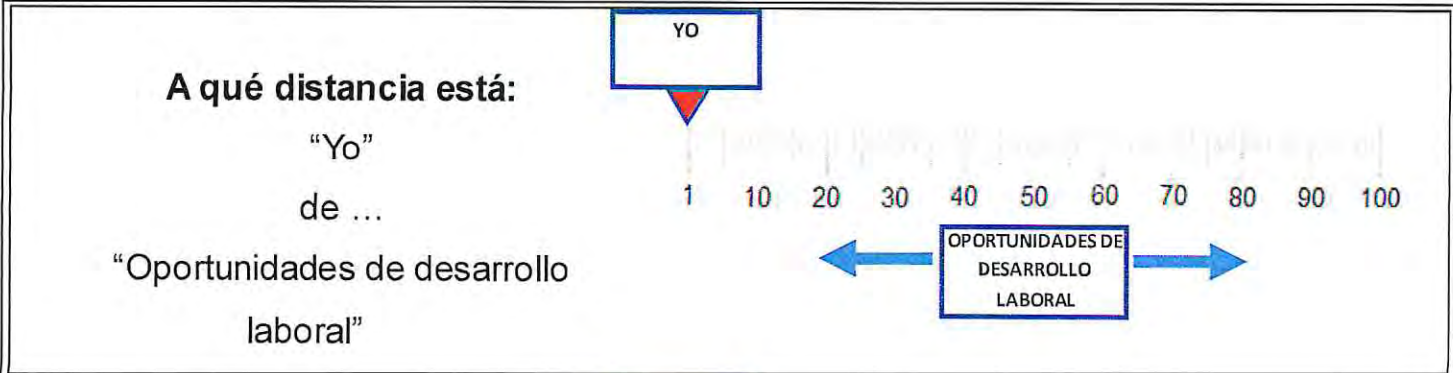 A qué distancia está:
“Yo”
de ...
“Oportunidades de desarrollo
laboral”
YO
1 10 20 30 40 50 60 70 80 90 100
OPORTUNIDADES DE
DESARROLLO
LABORAL